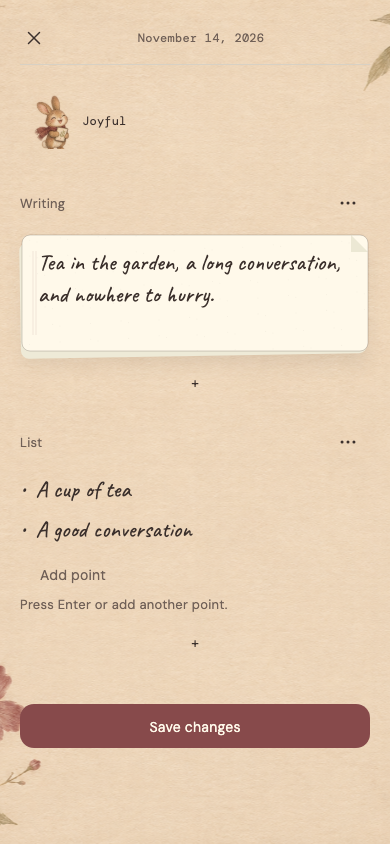 November 14, 2026
Joyful
Writing
Tea in the garden, a long conversation,
and nowhere to hurry.
+
List
• A cup of tea
• A good conversation
Add point
Press Enter or add another point.
+
Save changes